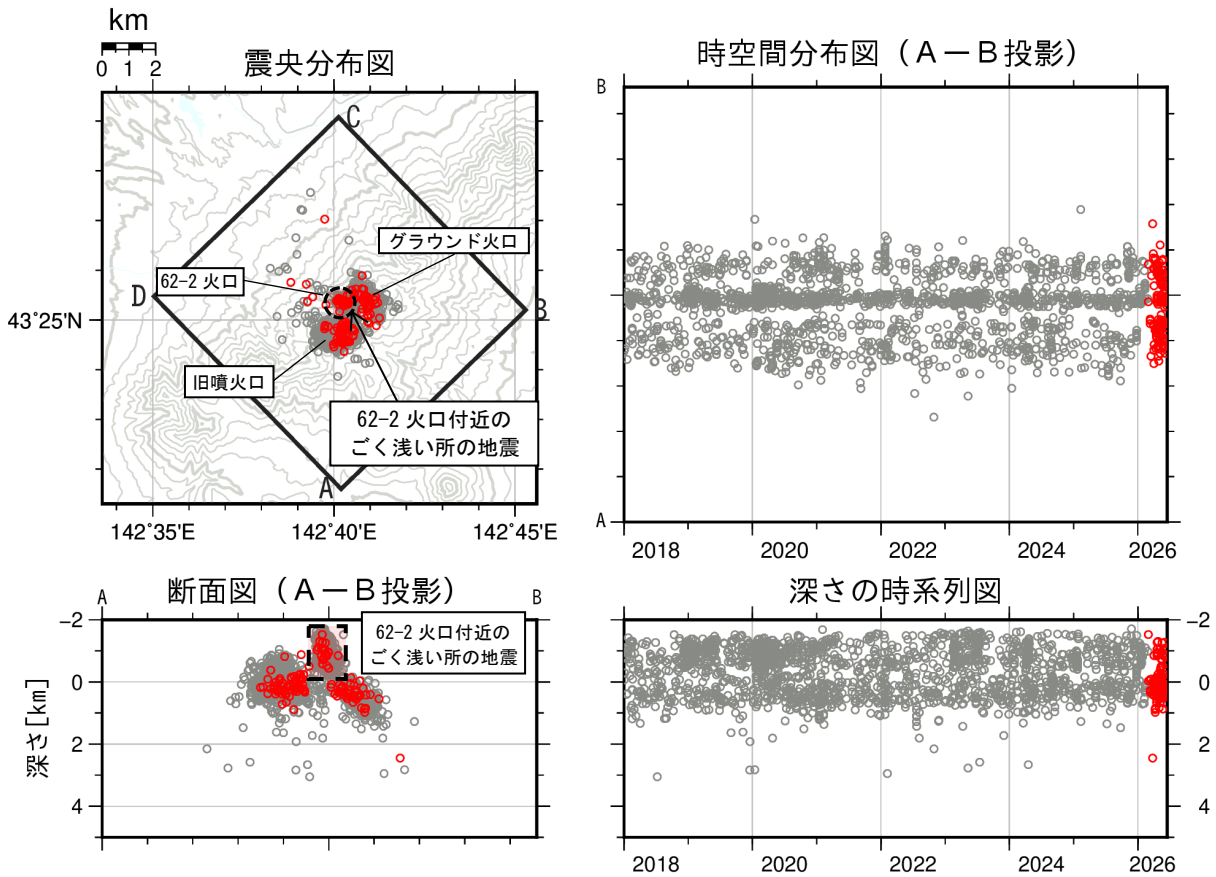 km
0 1 2
震央分布図
C
グラウンド火口
62-2 火口
D
B
43°25'N
旧噴火口
62-2 火口付近の
ごく浅い所の地震
A
142°35'E 142°40'E 142°45'E
時空間分布図（A－B投影）
B
A
2018 2020 2022 2024 2026
断面図（A－B投影）
A B
62-2 火口付近の
ごく浅い所の地震
-2
0
2
4
深さ[km]
深さの時系列図
-2
0
2
4
2018 2020 2022 2024 2026